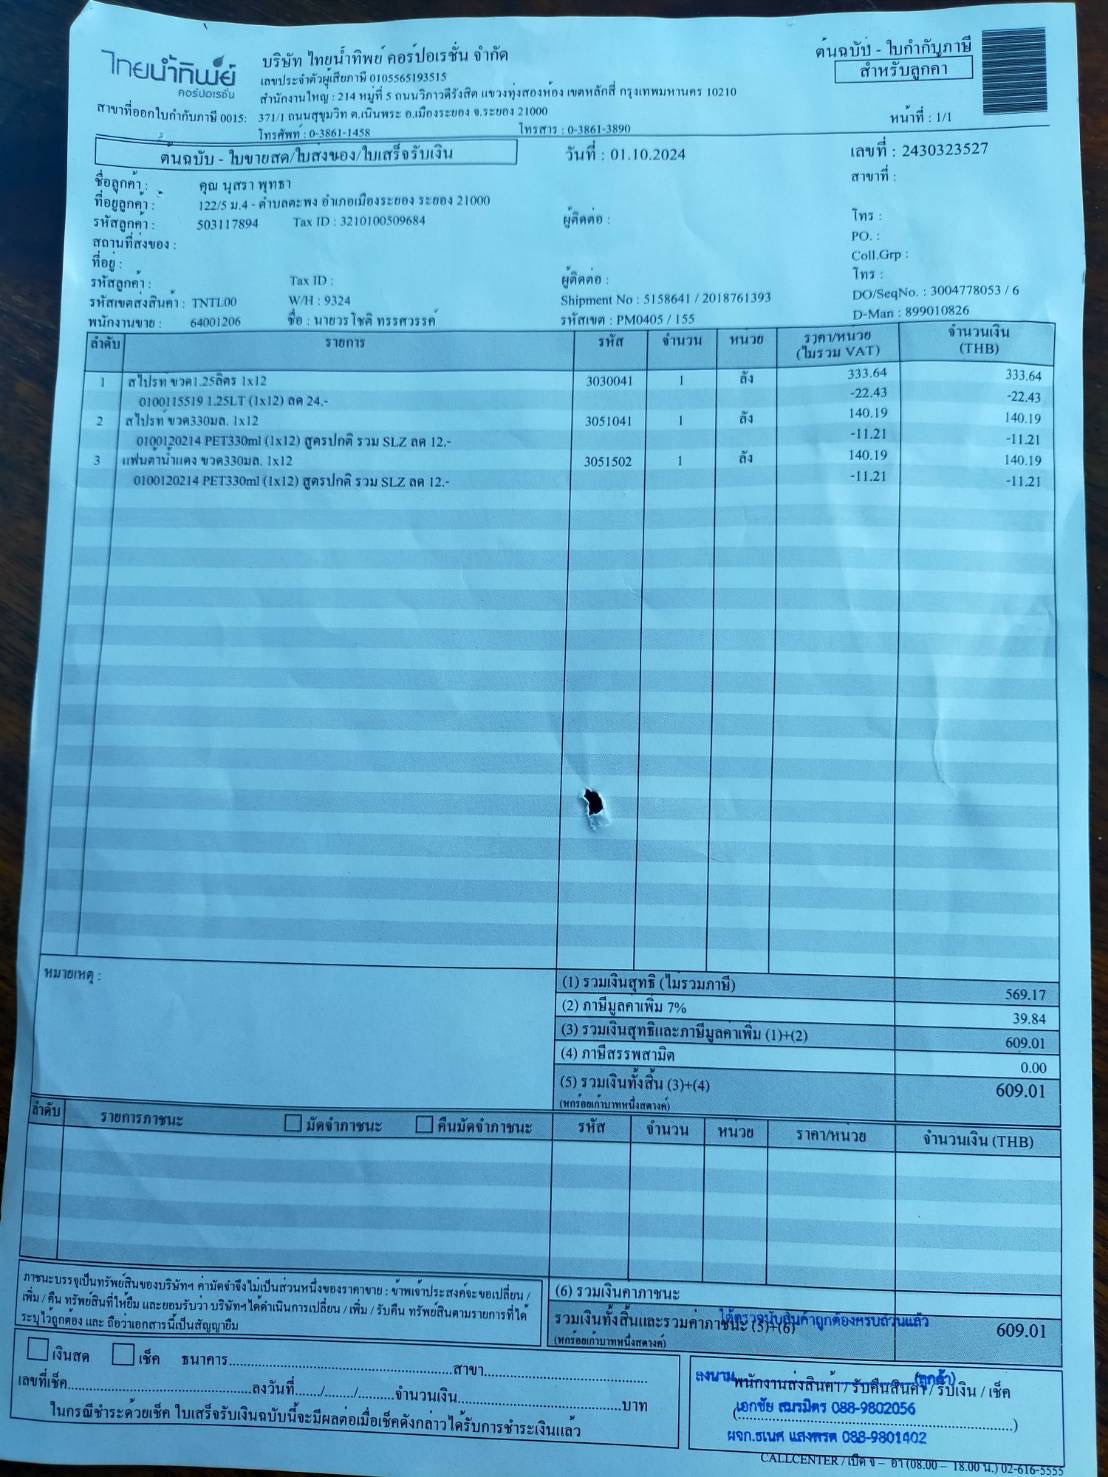 ไทยน้ำทิพย์
คอร์ปอเรชั่น
บริษัท ไทยน้ำทิพย์ คอร์ปอเรชั่น จำกัด
เลขประจำตัวผู้เสียภาษี 0105565193515
สำนักงานใหญ่ : 214 หมู่ที่ 5 ถนนวิภาวดีรังสิต แขวงทุ่งสองห้อง เขตหลักสี่ กรุงเทพมหานคร 10210
สาขาที่ออกใบกำกับภาษี 0015: 371/1 ถนนสุขุมวิท ต.เนินพระ อ.เมืองระยอง จ.ระยอง 21000
โทรศัพท์ : 0-3861-1458 โทรสาร : 0-3861-3890
ต้นฉบับ - ใบกำกับภาษี
สำหรับลูกค้า
หน้าที่ : 1/1
ต้นฉบับ - ใบขายสด/ใบส่งของ/ใบเสร็จรับเงิน วันที่ : 01.10.2024 เลขที่ : 2430323527
ชื่อลูกค้า : คุณ นุสรา พุทธา สาขาที่ :
ที่อยู่ลูกค้า : 122/5 ม.4 - ตำบลตะพง อำเภอเมืองระยอง ระยอง 21000
รหัสลูกค้า : 503117894 Tax ID : 3210100509684 ผู้ติดต่อ : โทร :
สถานที่ส่งของ : PO. :
ที่อยู่ : Coll.Grp :
รหัสลูกค้า : Tax ID : ผู้ติดต่อ : โทร :
รหัสเขตส่งสินค้า : TNTL00 W/H : 9324 Shipment No : 5158641 / 2018761393 DO/SeqNo. : 3004778053 / 6
พนักงานขาย : 64001206 ชื่อ : นายวรโชติ ทรรศวรรค์ รหัสเขต : PM0405 / 155 D-Man : 899010826
ลำดับ รายการ รหัส จำนวน หน่วย ราคา/หน่วย (ไม่รวม VAT) จำนวนเงิน (THB)
1 สไปรท์ ขวด1.25ลิตร 1x12 3030041 1 ลัง 333.64 333.64
0100115519 1.25LT (1x12) ลด 24.- -22.43 -22.43
2 สไปรท์ ขวด330มล. 1x12 3051041 1 ลัง 140.19 140.19
0100120214 PET330ml (1x12) สูตรปกติ รวม SLZ ลด 12.- -11.21 -11.21
3 แฟนต้าน้ำแดง ขวด330มล. 1x12 3051502 1 ลัง 140.19 140.19
0100120214 PET330ml (1x12) สูตรปกติ รวม SLZ ลด 12.- -11.21 -11.21
หมายเหตุ :
(1) รวมเงินสุทธิ (ไม่รวมภาษี) 569.17
(2) ภาษีมูลค่าเพิ่ม 7% 39.84
(3) รวมเงินสุทธิและภาษีมูลค่าเพิ่ม (1)+(2) 609.01
(4) ภาษีสรรพสามิต 0.00
(5) รวมเงินทั้งสิ้น (3)+(4) 609.01
(หกร้อยเก้าบาทหนึ่งสตางค์)
ลำดับ รายการภาชนะ มัดจำภาชนะ คืนมัดจำภาชนะ รหัส จำนวน หน่วย ราคา/หน่วย จำนวนเงิน (THB)
ภาชนะบรรจุเป็นทรัพย์สินของบริษัทฯ ค่ามัดจำจึงไม่เป็นส่วนหนึ่งของราคาขาย : ข้าพเจ้าประสงค์จะขอเปลี่ยน /
เพิ่ม / คืน ทรัพย์สินที่ให้ยืม และยอมรับว่า บริษัทฯได้ดำเนินการเปลี่ยน / เพิ่ม / รับคืน ทรัพย์สินตามรายการที่ได้
ระบุไว้ถูกต้อง และ ถือว่าเอกสารนี้เป็นสัญญายืม
(6) รวมเงินค่าภาชนะ
รวมเงินทั้งสิ้นและรวมค่าภาชนะ (5)+(6) 609.01
(หกร้อยเก้าบาทหนึ่งสตางค์)
ได้ตรวจนับสินค้าถูกต้องครบถ้วนแล้ว
เงินสด เช็ค ธนาคาร สาขา
เลขที่เช็ค ลงวันที่ / / จำนวนเงิน บาท
ในกรณีชำระด้วยเช็ค ใบเสร็จรับเงินฉบับนี้จะมีผลต่อเมื่อเช็คดังกล่าวได้รับการชำระเงินแล้ว
ลงนาม (ลูกค้า)
พนักงานส่งสินค้า / รับคืนสินค้า / รับเงิน / เช็ค
เอกชัย สมรมิตร 088-9802056
( )
ผจก.ธเนศ แสงพรต 088-9801402
CALLCENTER / เปิด จ – อา (08.00 – 18.00 น.) 02-616-5555